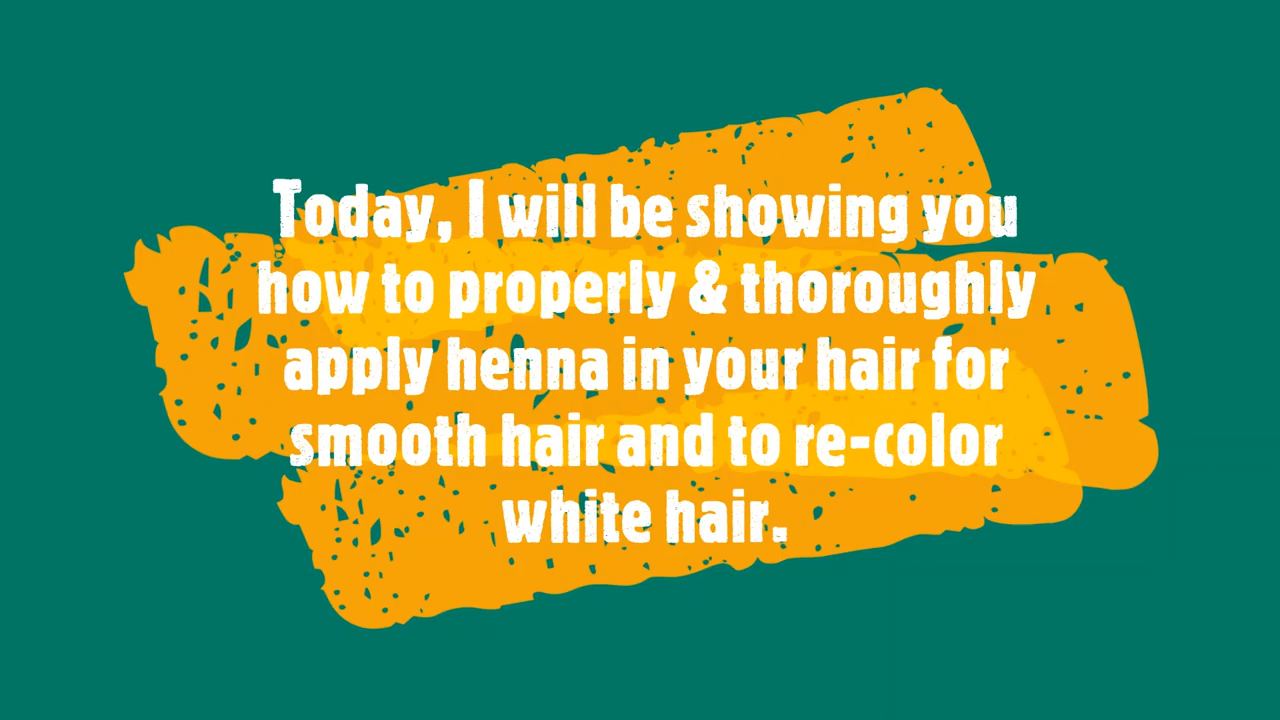 Today, I will be showing you
how to properly & thoroughly
apply henna in your hair for
smooth hair and to re-color
white hair.